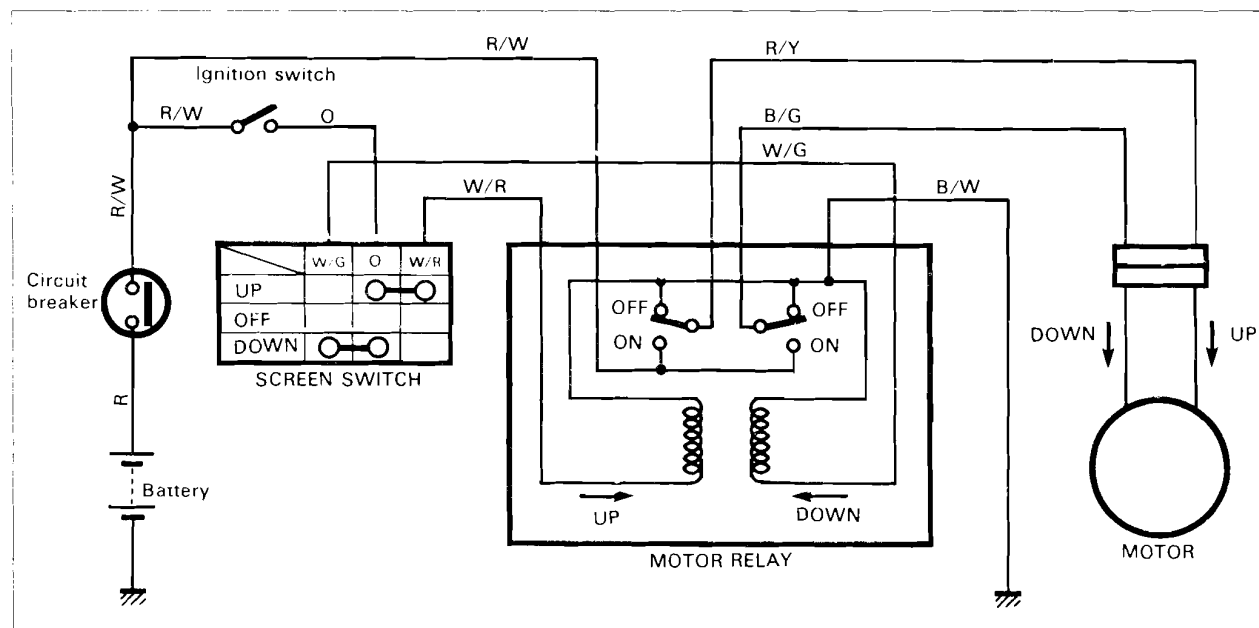 R/W
R/Y
Ignition switch
R/W
O
B/G
W/G
R/W
W/R
B/W
Circuit
breaker
W/G O W/R
UP
OFF
DOWN
SCREEN SWITCH
OFF
OFF
ON
ON
DOWN
UP
R
Battery
UP
DOWN
MOTOR RELAY
MOTOR